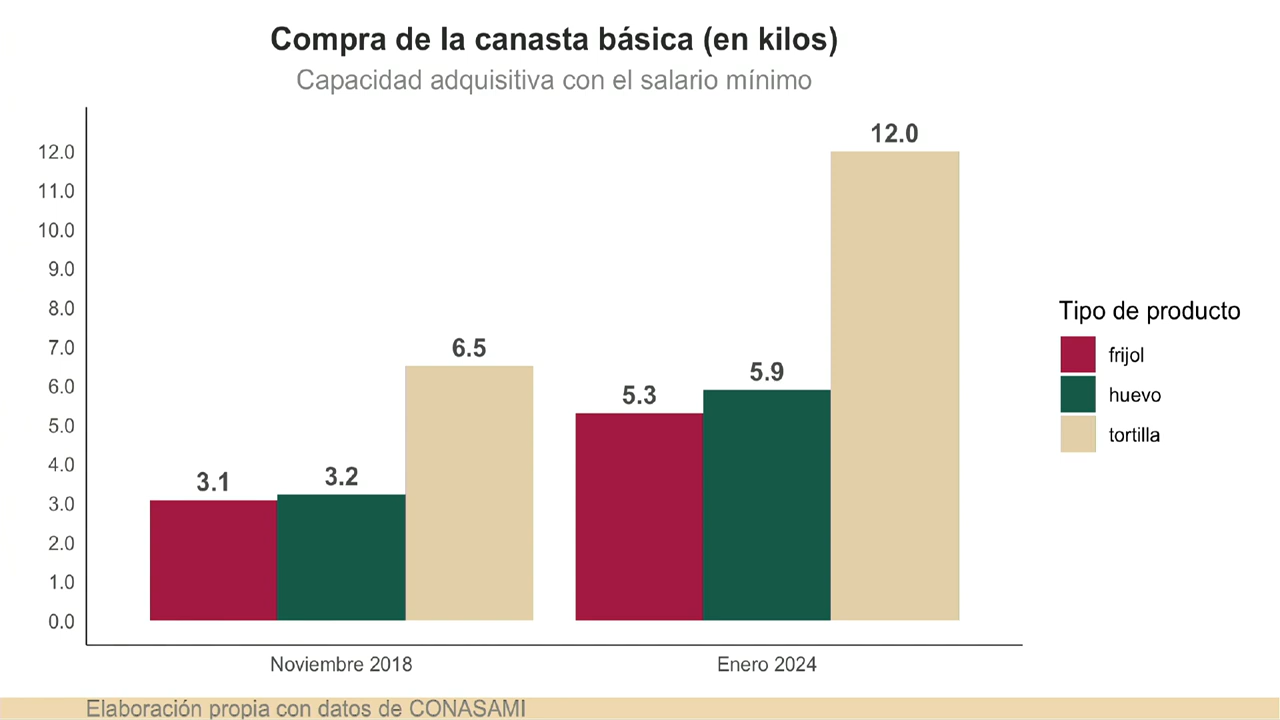 Compra de la canasta básica (en kilos)
Capacidad adquisitiva con el salario mínimo
12.0
11.0
10.0
9.0
8.0
7.0
6.0
5.0
4.0
3.0
2.0
1.0
0.0
3.1
3.2
6.5
5.3
5.9
12.0
Noviembre 2018
Enero 2024
Tipo de producto
frijol
huevo
tortilla
Elaboración propia con datos de CONASAMI